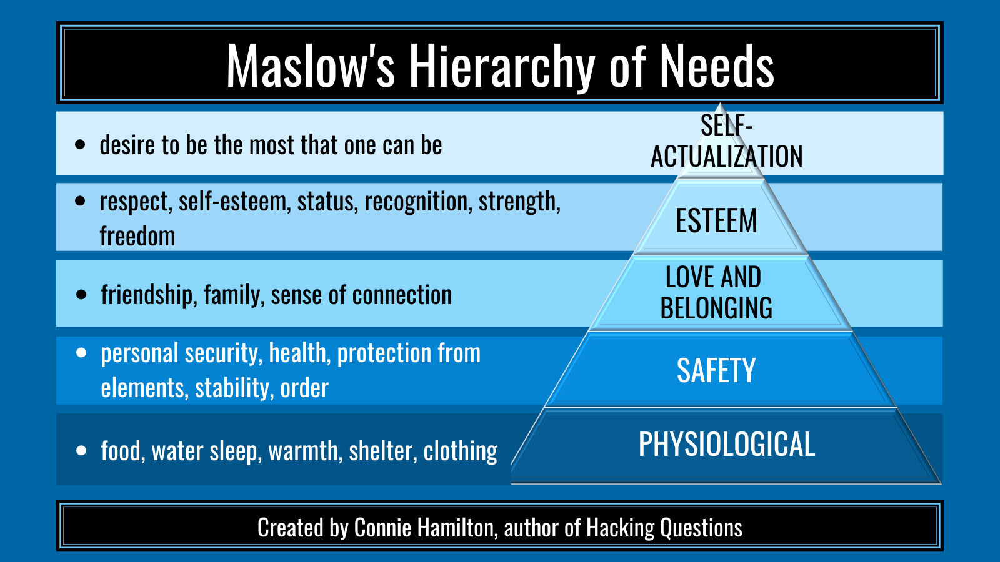 Maslow's Hierarchy of Needs
• desire to be the most that one can be
SELF-
ACTUALIZATION
• respect, self-esteem, status, recognition, strength,
freedom
ESTEEM
• friendship, family, sense of connection
LOVE AND
BELONGING
• personal security, health, protection from
elements, stability, order
SAFETY
• food, water sleep, warmth, shelter, clothing
PHYSIOLOGICAL
Created by Connie Hamilton, author of Hacking Questions